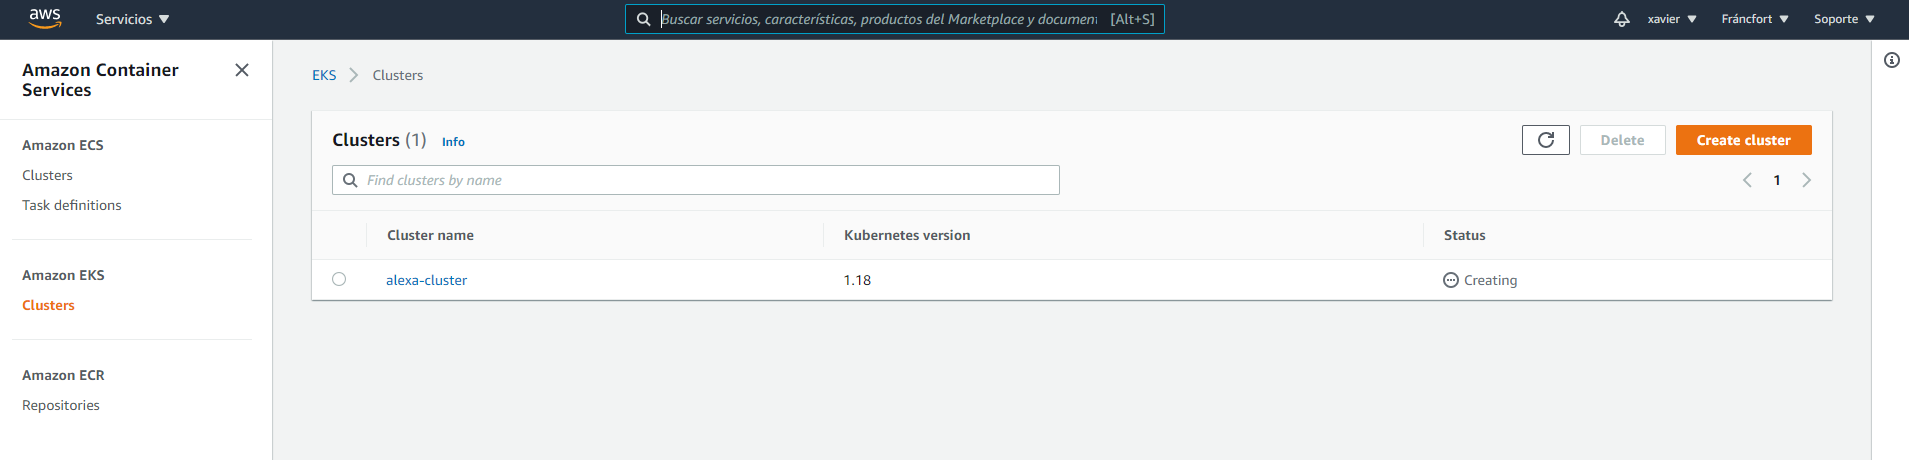 aws
Servicios
Buscar servicios, características, productos del Marketplace y document
[Alt+S]
xavier
Fráncfort
Soporte
Amazon Container
Services
Amazon ECS
Clusters
Task definitions
Amazon EKS
Clusters
Amazon ECR
Repositories
EKS
Clusters
Clusters (1) Info
Delete
Create cluster
Find clusters by name
1
Cluster name Kubernetes version Status
alexa-cluster 1.18 Creating